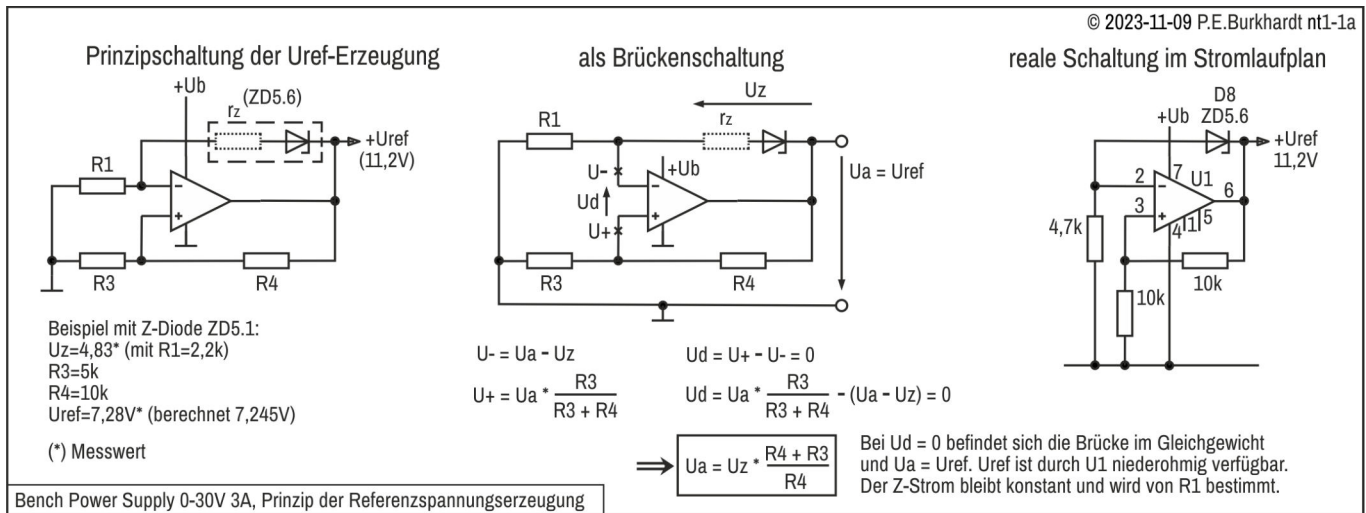 © 2023-11-09 P.E.Burkhardt nt1-1a
Prinzipschaltung der Uref-Erzeugung
+Ub
rz
(ZD5.6)
+Uref
(11,2V)
R1
−
+
R3
R4
Beispiel mit Z-Diode ZD5.1:
Uz=4,83* (mit R1=2,2k)
R3=5k
R4=10k
Uref=7,28V* (berechnet 7,245V)
(*) Messwert
als Brückenschaltung
Uz
R1
rz
U-
+Ub
Ud
−
+
U+
Ua = Uref
R3
R4
U- = Ua - Uz
U+ = Ua * R3
R3 + R4
Ud = U+ - U- = 0
Ud = Ua * R3 - (Ua - Uz) = 0
R3 + R4
Ua = Uz * R4 + R3
R4
reale Schaltung im Stromlaufplan
D8
ZD5.6
+Ub
+Uref
11,2V
2
−
7
U1
6
3
+
4
1
5
4,7k
10k
10k
Bei Ud = 0 befindet sich die Brücke im Gleichgewicht
und Ua = Uref. Uref ist durch U1 niederohmig verfügbar.
Der Z-Strom bleibt konstant und wird von R1 bestimmt.
Bench Power Supply 0-30V 3A, Prinzip der Referenzspannungserzeugung